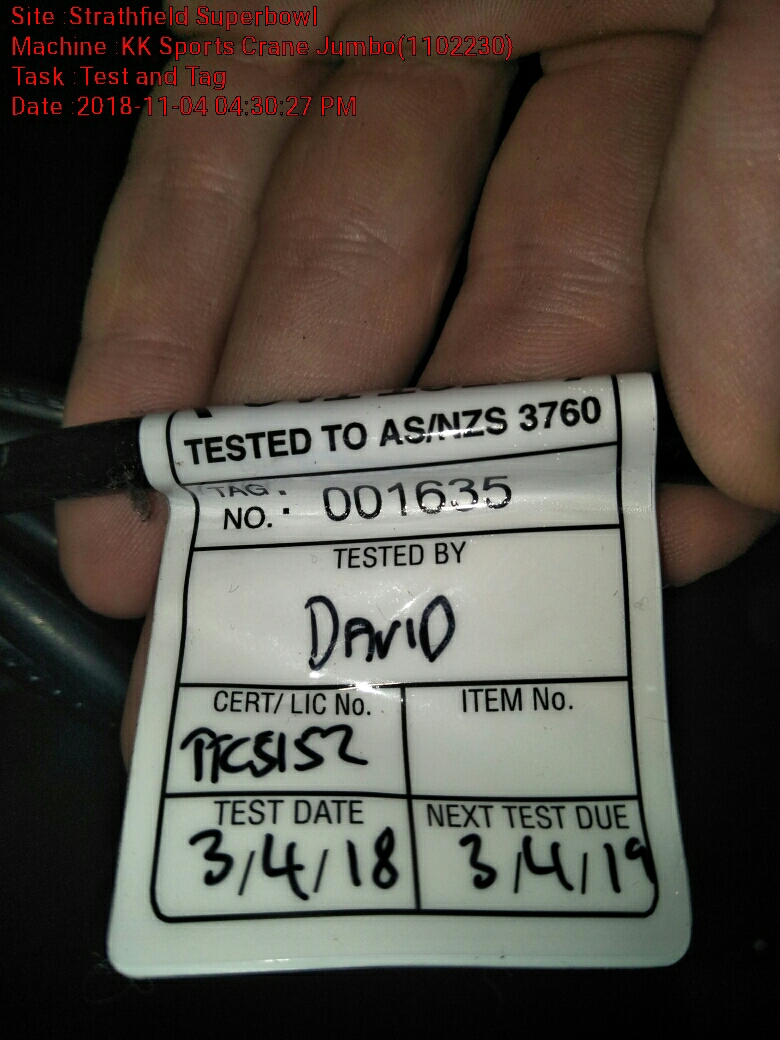 Site :Strathfield Superbowl
Machine :KK Sports Crane Jumbo(1102230)
Task :Test and Tag
Date :2018-11-04 04:30:27 PM
TESTED TO AS/NZS 3760
TAG
NO. 001635
TESTED BY
DAVID
CERT/ LIC No. ITEM No.
TEST DATE NEXT TEST DUE
3/4/18 3/4/19